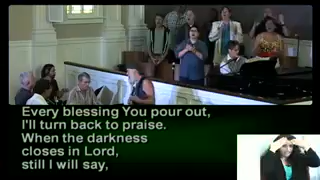 Every blessing You pour out,
I'll turn back to praise.
When the darkness
closes in Lord,
still I will say,